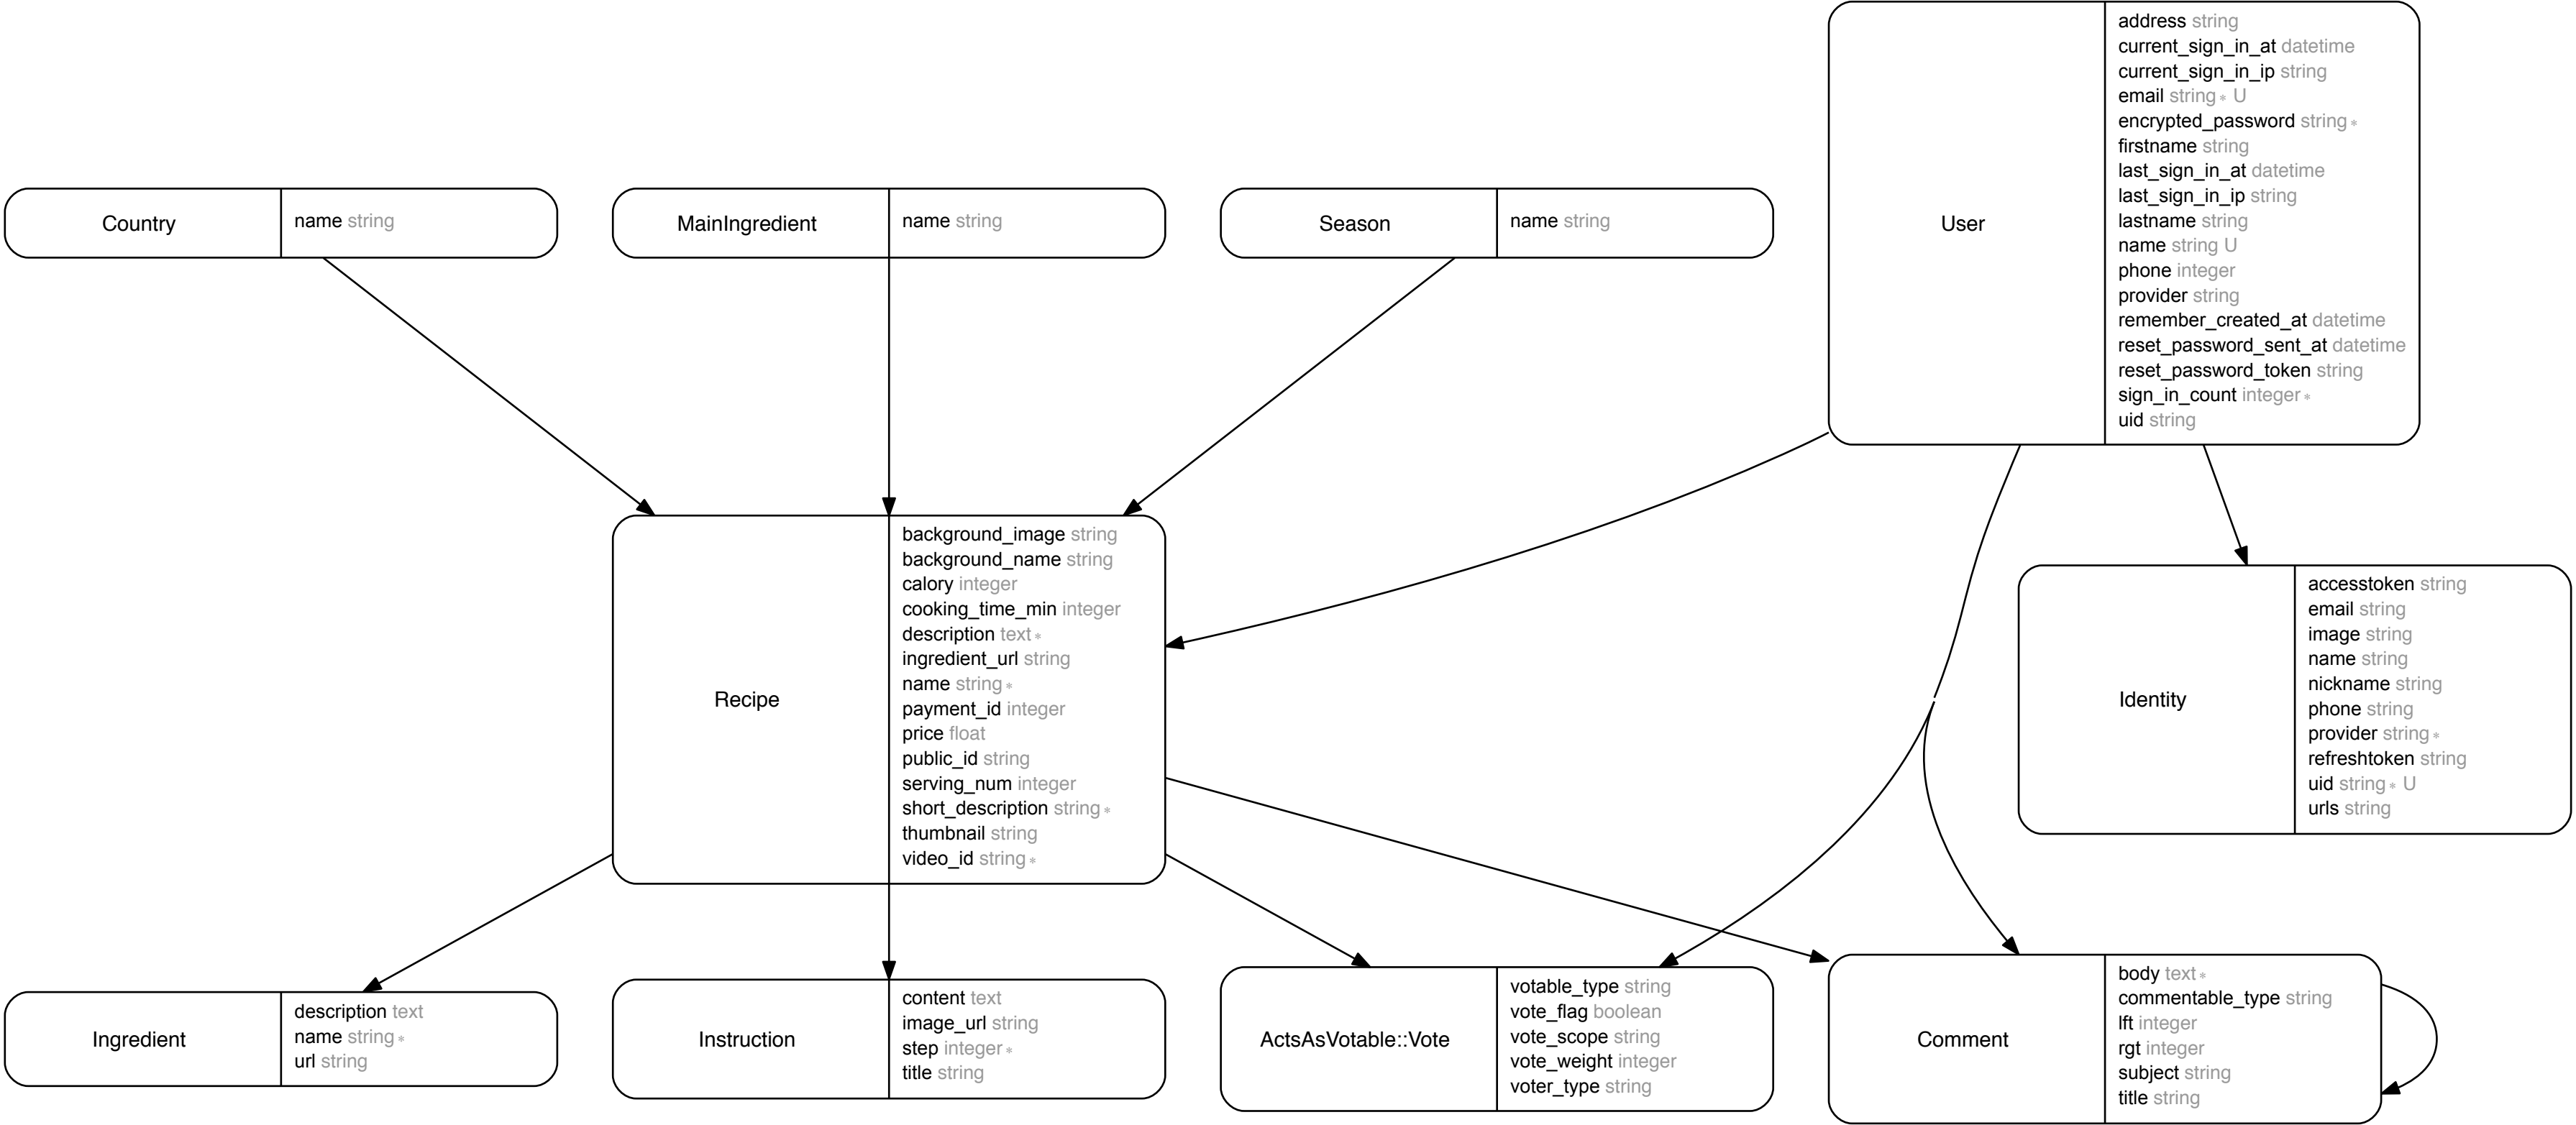 Country
name string
MainIngredient
name string
Season
name string
User
address string
current_sign_in_at datetime
current_sign_in_ip string
email string * U
encrypted_password string *
firstname string
last_sign_in_at datetime
last_sign_in_ip string
lastname string
name string U
phone integer
provider string
remember_created_at datetime
reset_password_sent_at datetime
reset_password_token string
sign_in_count integer *
uid string
Recipe
background_image string
background_name string
calory integer
cooking_time_min integer
description text *
ingredient_url string
name string *
payment_id integer
price float
public_id string
serving_num integer
short_description string *
thumbnail string
video_id string *
Identity
accesstoken string
email string
image string
name string
nickname string
phone string
provider string *
refreshtoken string
uid string * U
urls string
Ingredient
description text
name string *
url string
Instruction
content text
image_url string
step integer *
title string
ActsAsVotable::Vote
votable_type string
vote_flag boolean
vote_scope string
vote_weight integer
voter_type string
Comment
body text *
commentable_type string
lft integer
rgt integer
subject string
title string